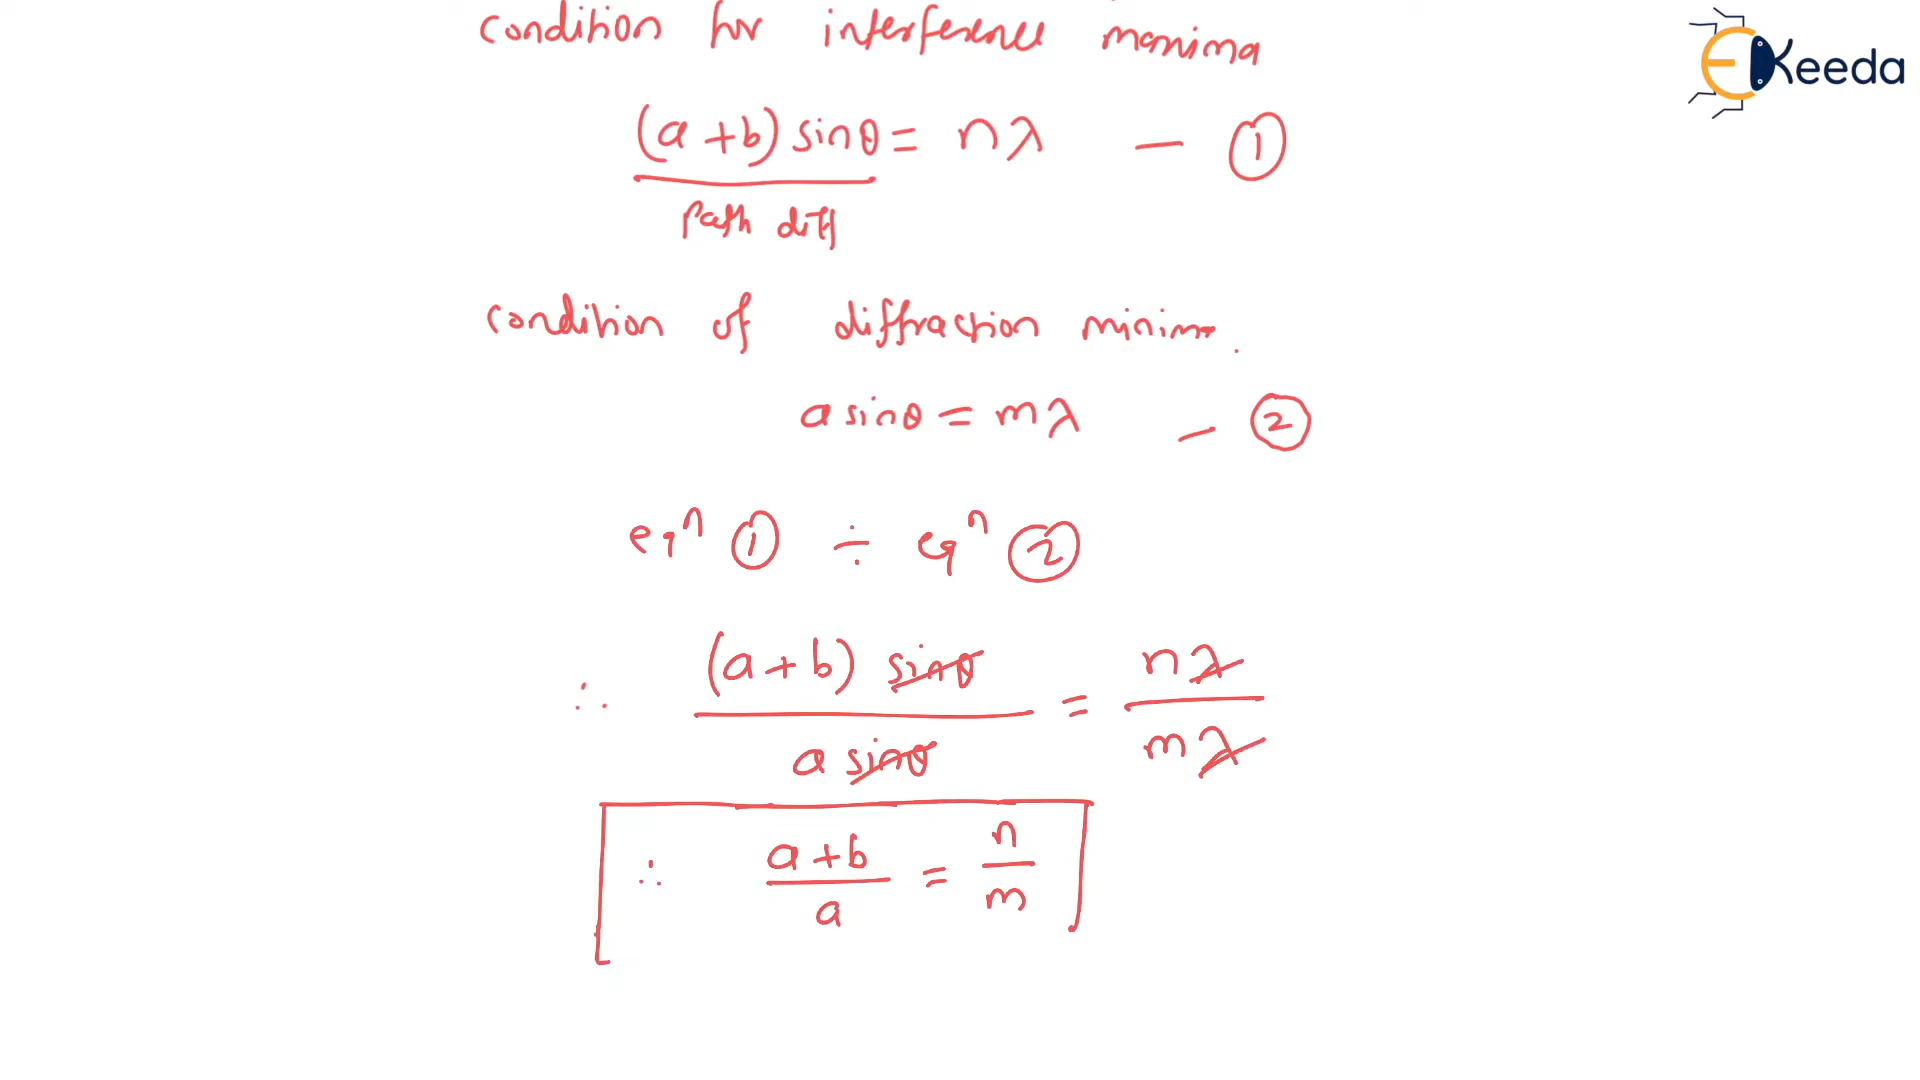 condition for interference maxima
EKeeda
(a+b) sinθ = nλ — ①
Path diff
condition of diffraction minima.
a sinθ = mλ — ②
eqⁿ ① ÷ eqⁿ ②
∴ (a+b) sinθ / a sinθ = nλ / mλ
∴ a+b / a = n / m